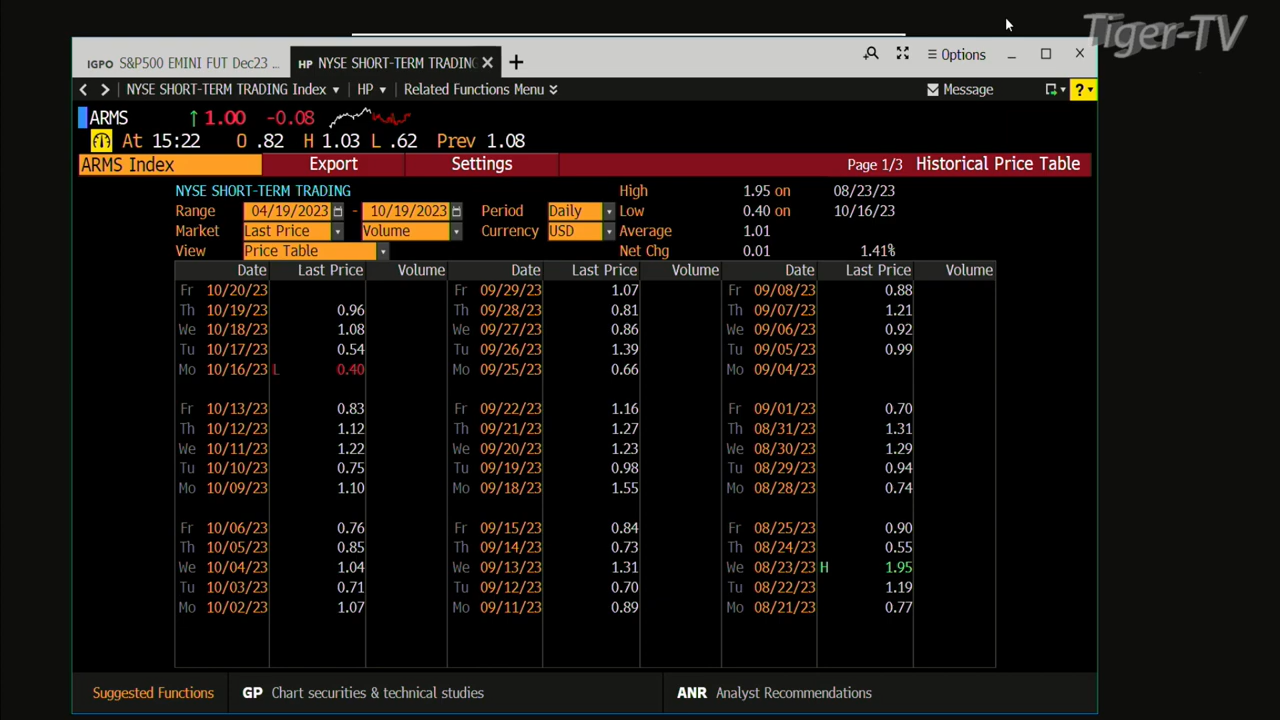 Tiger-TV
IGPO S&P500 EMINI FUT Dec23 ... HP NYSE SHORT-TERM TRADING Options
NYSE SHORT-TERM TRADING Index HP Related Functions Menu Message ?
ARMS ↑ 1.00 -0.08
At 15:22 O .82 H 1.03 L .62 Prev 1.08
ARMS Index Export Settings Page 1/3 Historical Price Table
NYSE SHORT-TERM TRADING High 1.95 on 08/23/23
Range 04/19/2023 - 10/19/2023 Period Daily Low 0.40 on 10/16/23
Market Last Price Volume Currency USD Average 1.01
View Price Table Net Chg 0.01 1.41%
Date Last Price Volume Date Last Price Volume Date Last Price Volume
Fr 10/20/23 Fr 09/29/23 1.07 Fr 09/08/23 0.88
Th 10/19/23 0.96 Th 09/28/23 0.81 Th 09/07/23 1.21
We 10/18/23 1.08 We 09/27/23 0.86 We 09/06/23 0.92
Tu 10/17/23 0.54 Tu 09/26/23 1.39 Tu 09/05/23 0.99
Mo 10/16/23 L 0.40 Mo 09/25/23 0.66 Mo 09/04/23
Fr 10/13/23 0.83 Fr 09/22/23 1.16 Fr 09/01/23 0.70
Th 10/12/23 1.12 Th 09/21/23 1.27 Th 08/31/23 1.31
We 10/11/23 1.22 We 09/20/23 1.23 We 08/30/23 1.29
Tu 10/10/23 0.75 Tu 09/19/23 0.98 Tu 08/29/23 0.94
Mo 10/09/23 1.10 Mo 09/18/23 1.55 Mo 08/28/23 0.74
Fr 10/06/23 0.76 Fr 09/15/23 0.84 Fr 08/25/23 0.90
Th 10/05/23 0.85 Th 09/14/23 0.73 Th 08/24/23 0.55
We 10/04/23 1.04 We 09/13/23 1.31 We 08/23/23 H 1.95
Tu 10/03/23 0.71 Tu 09/12/23 0.70 Tu 08/22/23 1.19
Mo 10/02/23 1.07 Mo 09/11/23 0.89 Mo 08/21/23 0.77
Suggested Functions GP Chart securities & technical studies ANR Analyst Recommendations